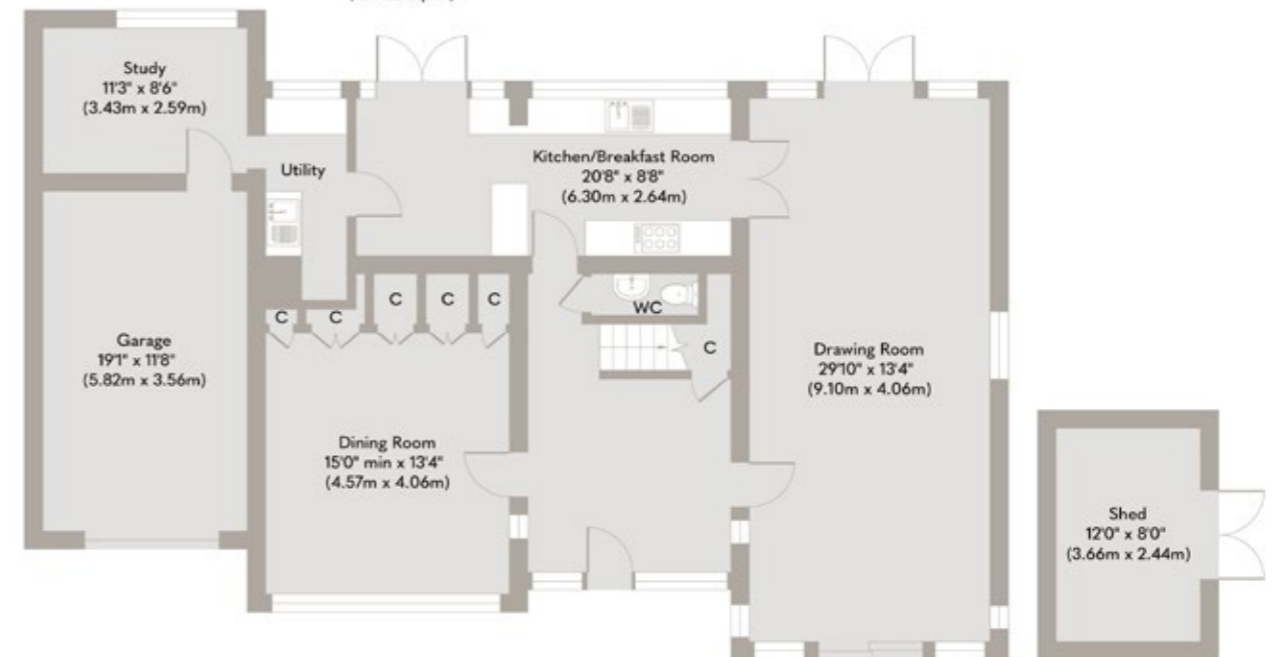 Study
11'3" x 8'6"
(3.43m x 2.59m)
Utility
Kitchen/Breakfast Room
20'8" x 8'8"
(6.30m x 2.64m)
C
C
C
C
C
WC
C
Garage
19'1" x 11'8"
(5.82m x 3.56m)
Drawing Room
29'10" x 13'4"
(9.10m x 4.06m)
Dining Room
15'0" min x 13'4"
(4.57m x 4.06m)
Shed
12'0" x 8'0"
(3.66m x 2.44m)